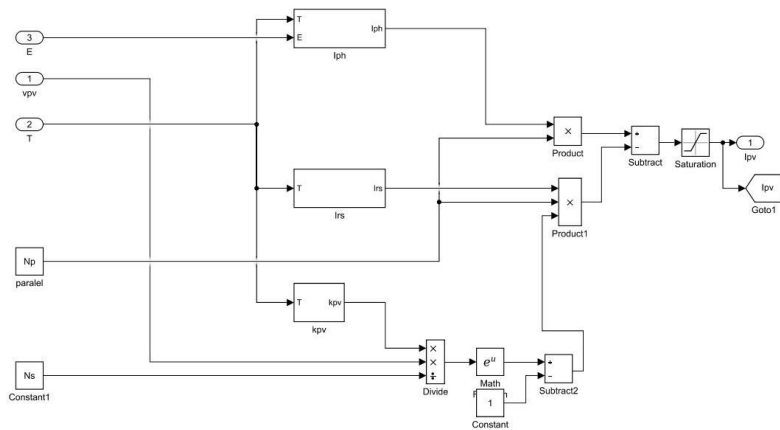 3
E
1
vpv
2
T
T
E
Iph
Iph
×
Product
+
−
Subtract
Saturation
1
Ipv
Ipv
Goto1
T
Irs
Irs
×
Product1
Np
paralel
T
kpv
kpv
Ns
Constant1
×
×
÷
Divide
e^u
Math
1
Constant
+
−
Subtract2